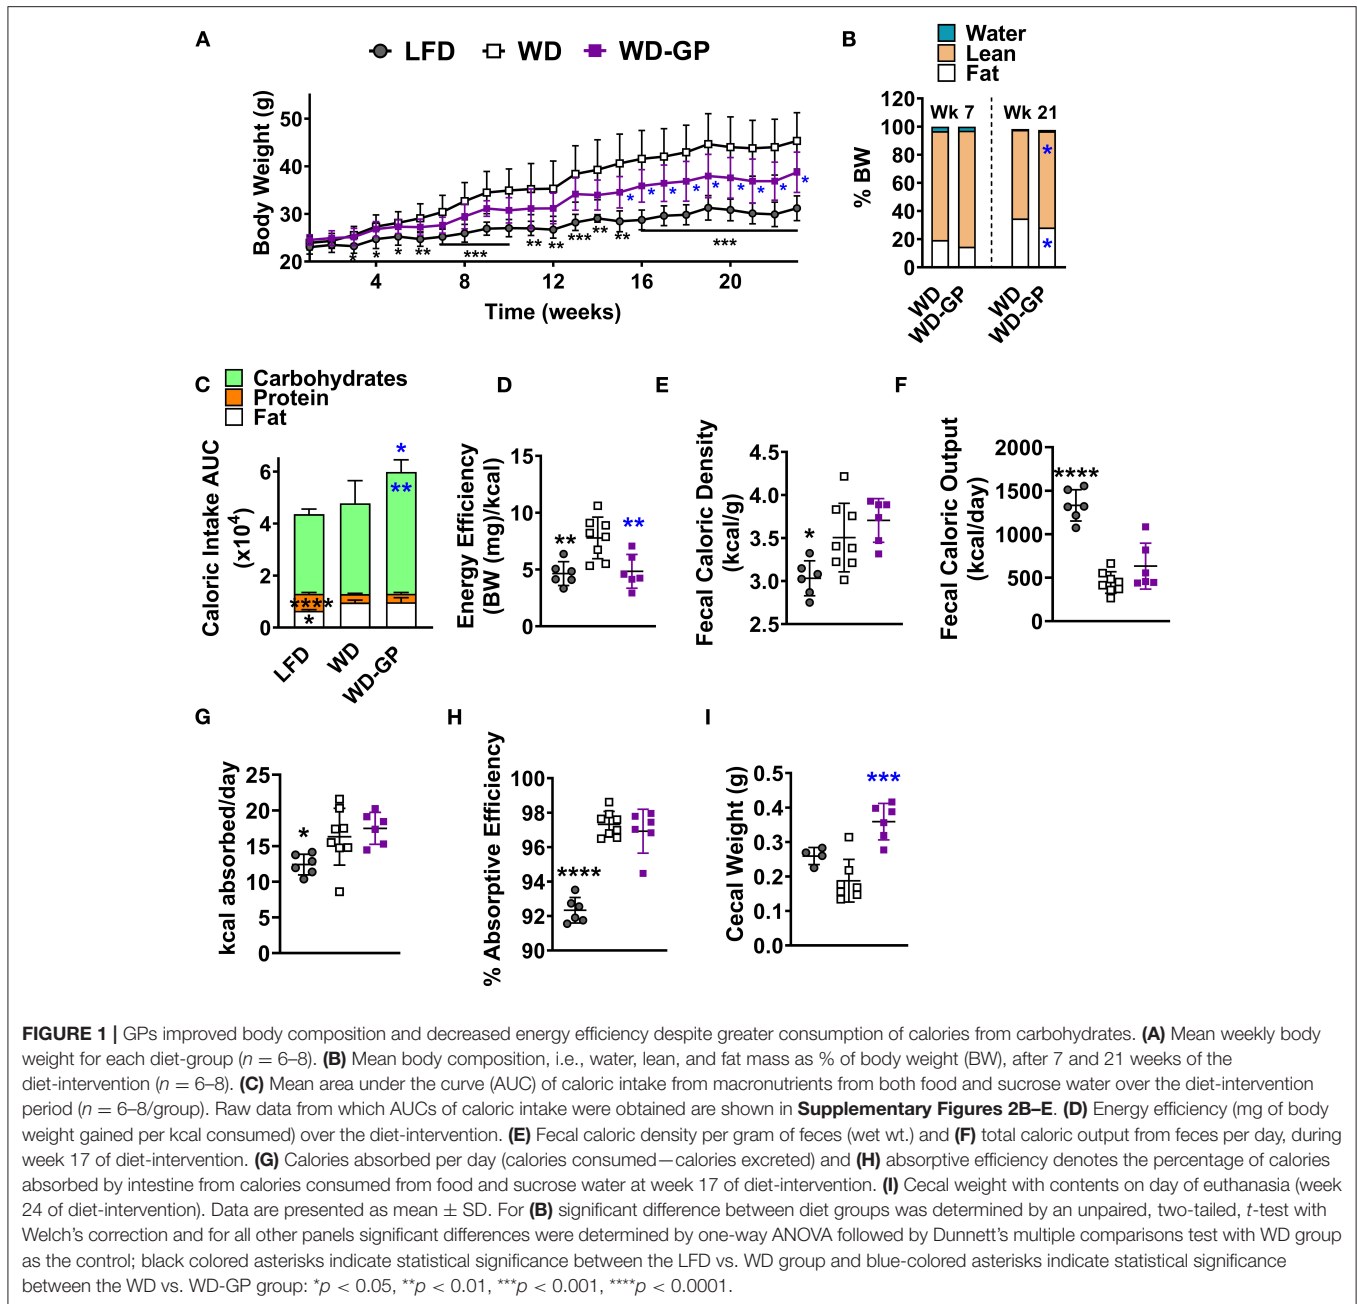 A
LFD WD WD-GP
Body Weight (g)
50
40
30
20
4 8 12 16 20
Time (weeks)
* * * ** *** ** ** *** ** ** ***
* * * * * * * * *
B
Water
Lean
Fat
% BW
120
100
80
60
40
20
0
Wk 7 Wk 21
*
*
WD
WD-GP
WD
WD-GP
C
Carbohydrates
Protein
Fat
Caloric Intake AUC
(x10⁴)
6
4
2
0
*
**
****
*
LFD
WD
WD-GP
D
Energy Efficiency
(BW (mg)/kcal)
15
10
5
0
** **
E
Fecal Caloric Density
(kcal/g)
4.5
4.0
3.5
3.0
2.5
*
F
Fecal Caloric Output
(kcal/day)
2000
1500
1000
500
0
****
G
kcal absorbed/day
25
20
15
10
5
0
*
H
% Absorptive Efficiency
100
98
96
94
92
90
****
I
Cecal Weight (g)
0.5
0.4
0.3
0.2
0.1
0.0
***
FIGURE 1 | GPs improved body composition and decreased energy efficiency despite greater consumption of calories from carbohydrates. (A) Mean weekly body
weight for each diet-group (n = 6–8). (B) Mean body composition, i.e., water, lean, and fat mass as % of body weight (BW), after 7 and 21 weeks of the
diet-intervention (n = 6–8). (C) Mean area under the curve (AUC) of caloric intake from macronutrients from both food and sucrose water over the diet-intervention
period (n = 6–8/group). Raw data from which AUCs of caloric intake were obtained are shown in Supplementary Figures 2B–E. (D) Energy efficiency (mg of body
weight gained per kcal consumed) over the diet-intervention. (E) Fecal caloric density per gram of feces (wet wt.) and (F) total caloric output from feces per day, during
week 17 of diet-intervention. (G) Calories absorbed per day (calories consumed—calories excreted) and (H) absorptive efficiency denotes the percentage of calories
absorbed by intestine from calories consumed from food and sucrose water at week 17 of diet-intervention. (I) Cecal weight with contents on day of euthanasia (week
24 of diet-intervention). Data are presented as mean ± SD. For (B) significant difference between diet groups was determined by an unpaired, two-tailed, t-test with
Welch's correction and for all other panels significant differences were determined by one-way ANOVA followed by Dunnett's multiple comparisons test with WD group
as the control; black colored asterisks indicate statistical significance between the LFD vs. WD group and blue-colored asterisks indicate statistical significance
between the WD vs. WD-GP group: *p < 0.05, **p < 0.01, ***p < 0.001, ****p < 0.0001.